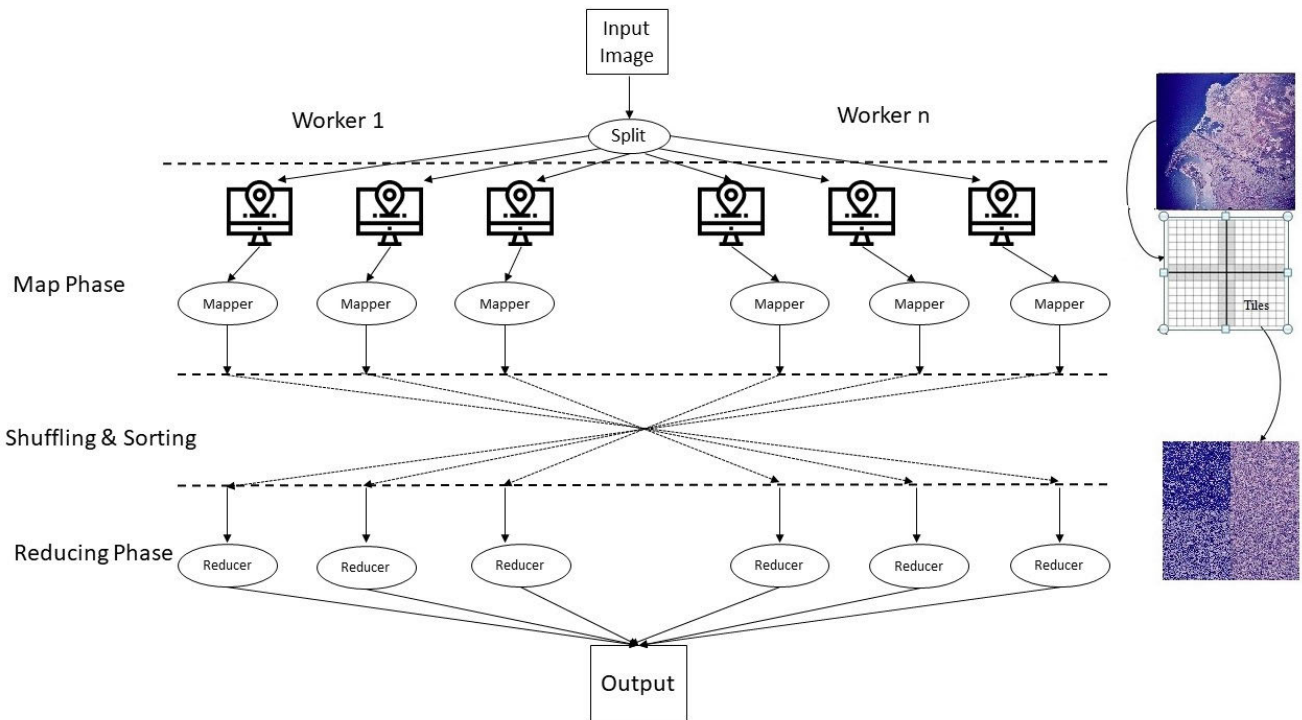 Input
Image
Worker 1
Worker n
Split
Map Phase
Mapper
Mapper
Mapper
Mapper
Mapper
Mapper
Tiles
Shuffling & Sorting
Reducing Phase
Reducer
Reducer
Reducer
Reducer
Reducer
Reducer
Output